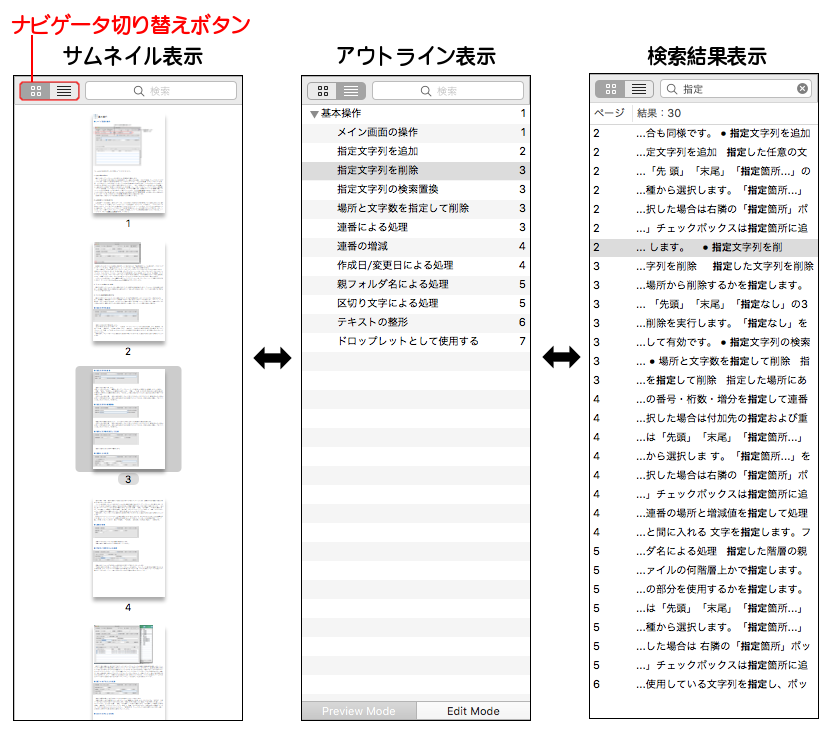 ナビゲータ切り替えボタン
サムネイル表示
検索
1
2
3
4
アウトライン表示
検索
基本操作 1
メイン画面の操作 1
指定文字列を追加 2
指定文字列を削除 3
指定文字列の検索置換 3
場所と文字数を指定して削除 3
連番による処理 3
連番の増減 4
作成日/変更日による処理 4
親フォルダ名による処理 5
区切り文字による処理 5
テキストの整形 6
ドロップレットとして使用する 7
Preview Mode Edit Mode
検索結果表示
指定
ページ 結果：30
2 ...合も同様です。 ● 指定文字列を追加
2 ...定文字列を追加 指定した任意の文
2 ...「先 頭」「末尾」「指定箇所...」の
2 ...種から選択します。「指定箇所...」
2 ...択した場合は右隣の「指定箇所」ポ
2 ...」チェックボックスは指定箇所に追
2 ... します。 ● 指定文字列を削
3 ...字列を削除 指定した文字列を削除
3 ...場所から削除するかを指定します。
3 ... 「先頭」「末尾」「指定なし」の3
3 ...削除を実行します。「指定なし」を
3 ...して有効です。 ● 指定文字列の検索
3 ... ● 場所と文字数を指定して削除 指
3 ...を指定して削除 指定した場所にあ
4 ...の番号・桁数・増分を指定して連番
4 ...択した場合は付加先の指定および重
4 ...は「先頭」「末尾」「指定箇所...」
4 ...から選択しま す。「指定箇所...」を
4 ...択した場合は右隣の「指定箇所」ポ
4 ...」チェックボックスは指定箇所に追
4 ...連番の場所と増減値を指定して処理
4 ...と間に入れる 文字を指定します。フ
5 ...ダ名による処理 指定した階層の親
5 ...ァイルの何階層上かで指定します。
5 ...の部分を使用するかを指定します。
5 ...は「先頭」「末尾」「指定箇所...」
5 ...種から選択します。「指定箇所...」
5 ...した場合は 右隣の「指定箇所」ポッ
5 ...」チェックボックスは指定箇所に追
6 ...使用している文字列を指定し、ポッ